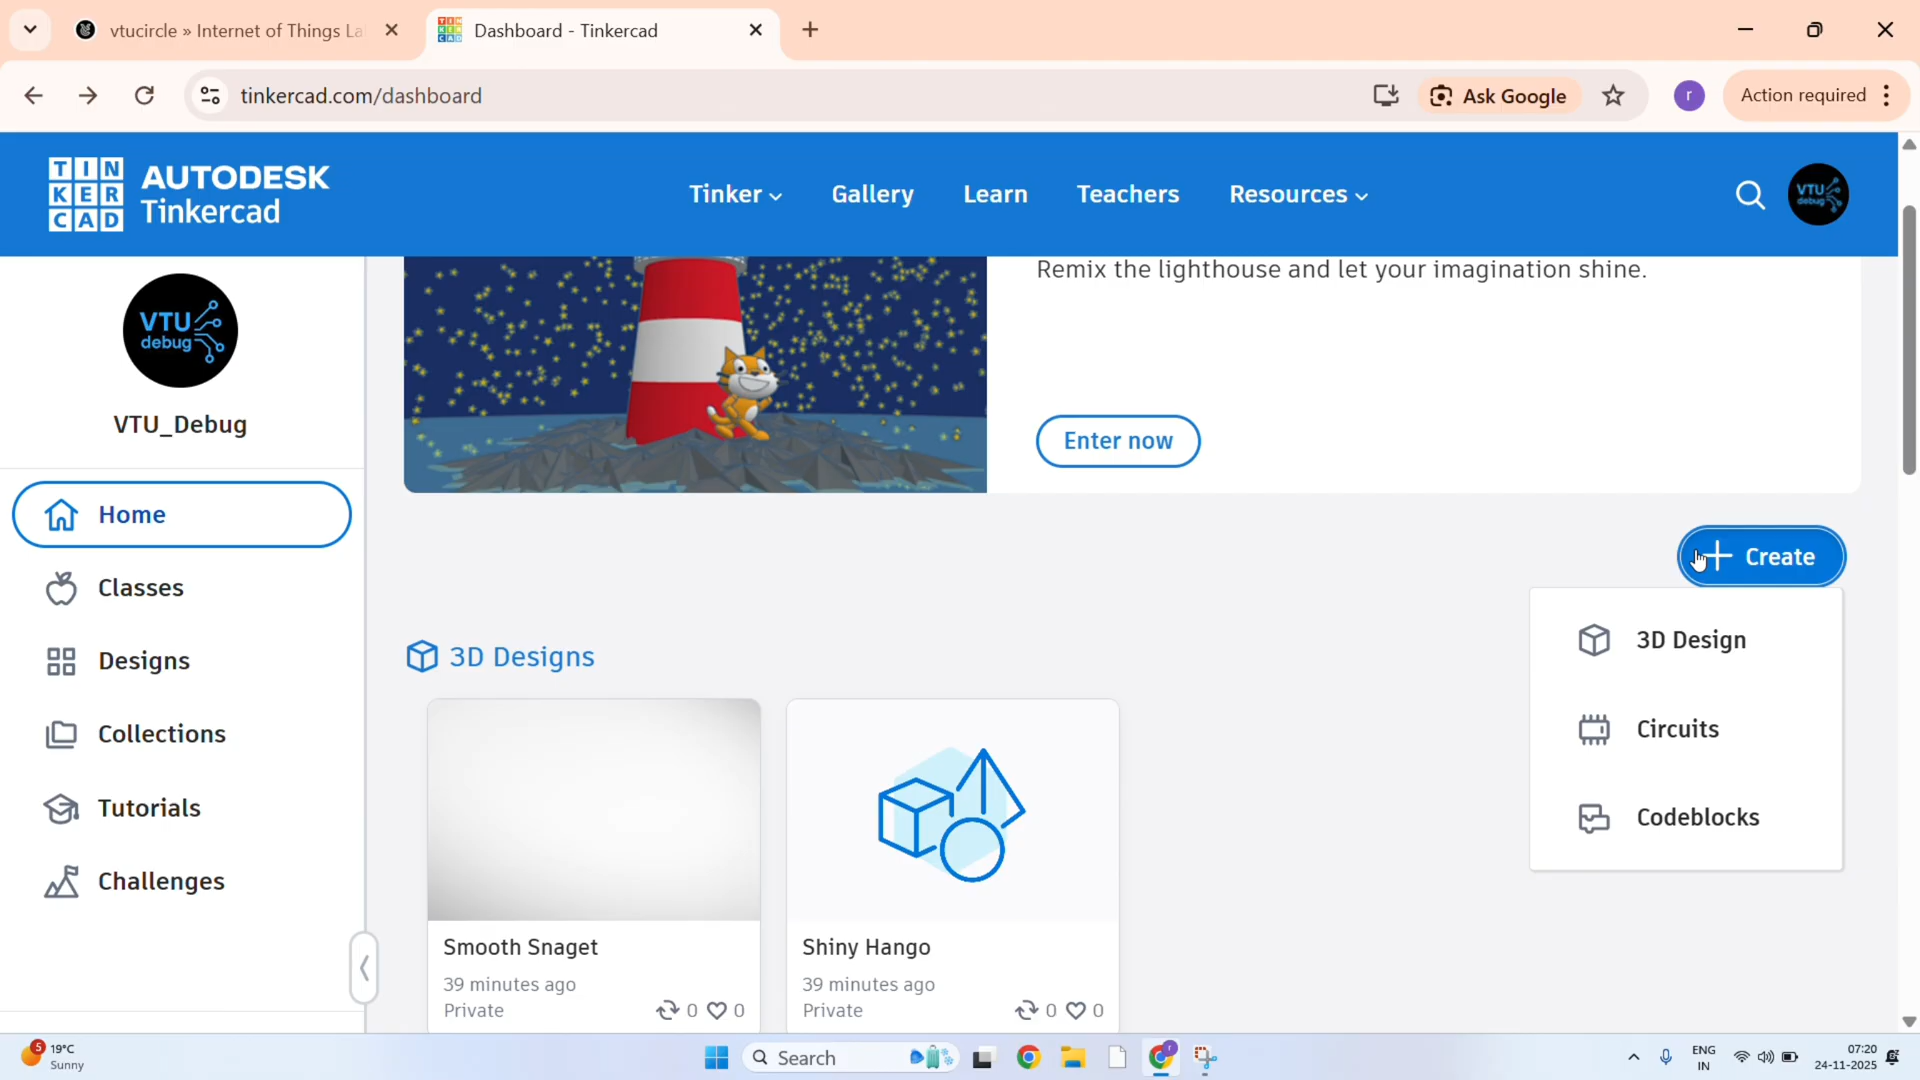 vtucircle » Internet of Things La
Dashboard - Tinkercad
tinkercad.com/dashboard
Ask Google
r
Action required
TIN
KER
CAD
AUTODESK
Tinkercad
Tinker
Gallery
Learn
Teachers
Resources
VTU
debug
VTU
debug
VTU_Debug
Home
Classes
Designs
Collections
Tutorials
Challenges
Remix the lighthouse and let your imagination shine.
Enter now
+ Create
3D Design
Circuits
Codeblocks
3D Designs
Smooth Snaget
39 minutes ago
Private
0
0
Shiny Hango
39 minutes ago
Private
0
0
5
19°C
Sunny
Search
r
ENG
IN
07:20
24-11-2025